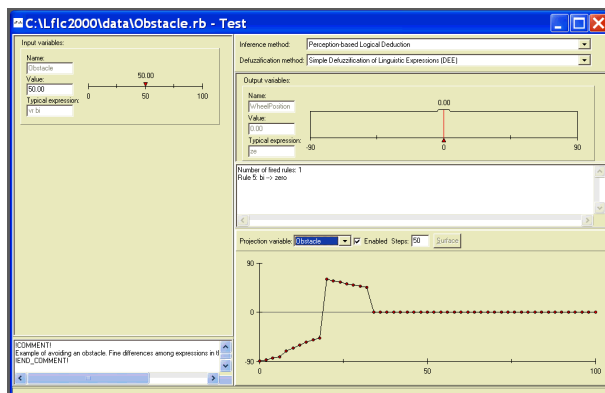 C:\Lflc2000\data\Obstacle.rb - Test
Input variables:
Name:
Obstacle
Value:
50.00
Typical expression:
vr bi
50.00
0 50 100
Inference method: Perception-based Logical Deduction
Defuzzification method: Simple Defuzzification of Linguistic Expressions (DEE)
Output variables:
Name:
WheelPosition
Value:
0.00
Typical expression:
ze
0.00
-90 0 90
Number of fired rules: 1
Rule 5: bi --> zero
Projection variable: Obstacle Enabled Steps: 50 Surface
90
0
-90
0 50 100
!COMMENT!
Example of avoiding an obstacle. Fine differences among expressions in
!END_COMMENT!